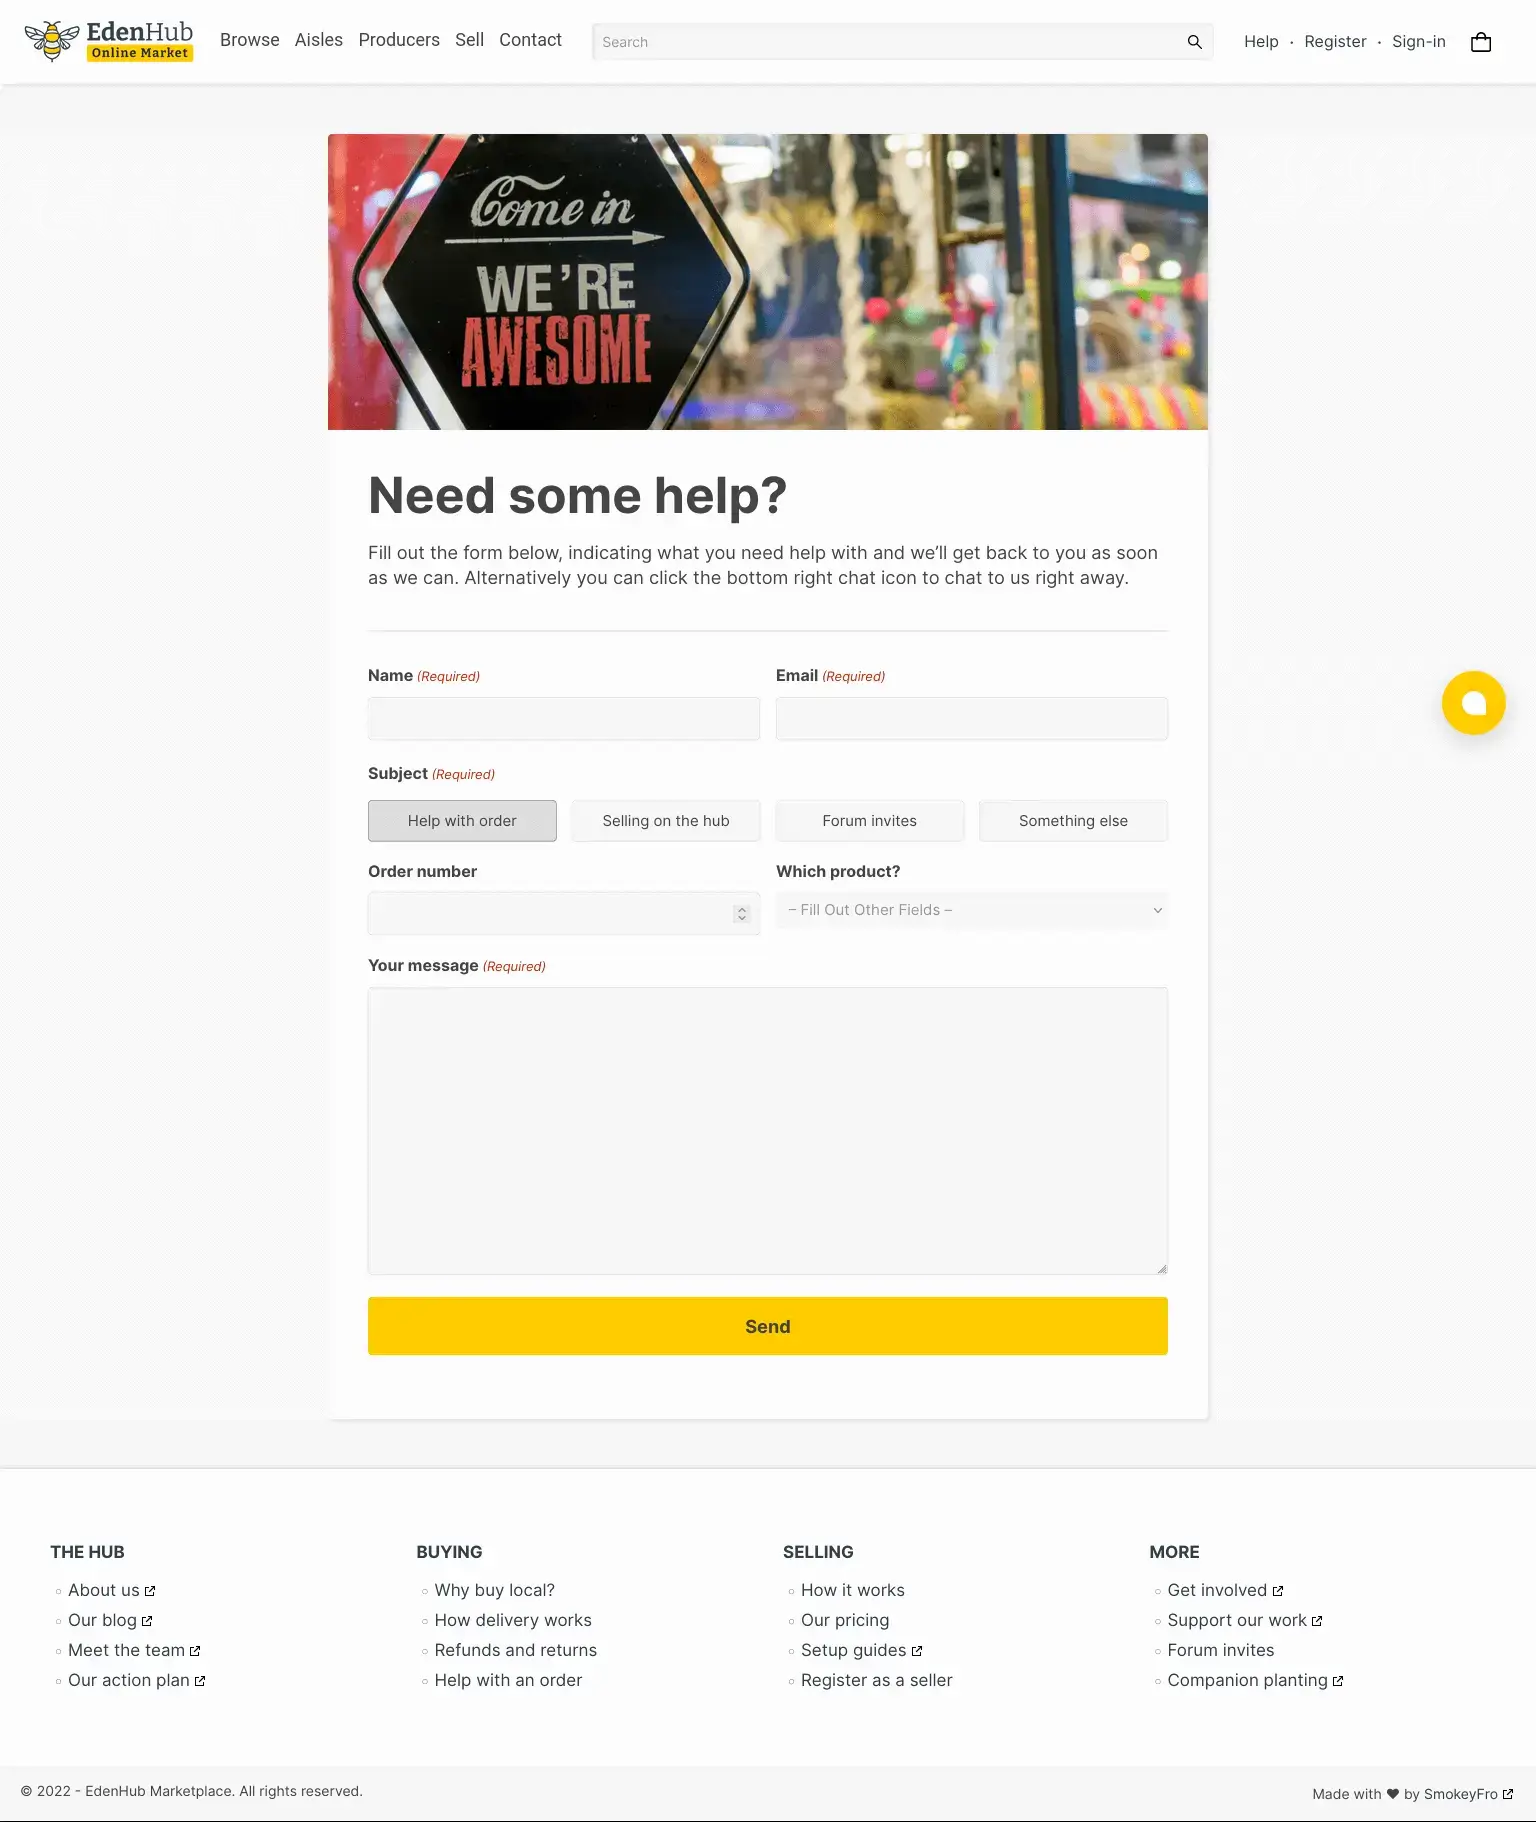 EdenHub
Online Market
Browse Aisles Producers Sell Contact
Search
Help · Register · Sign-in
Come in
WE'RE
AWESOME
Need some help?
Fill out the form below, indicating what you need help with and we’ll get back to you as soon
as we can. Alternatively you can click the bottom right chat icon to chat to us right away.
Name (Required)
Email (Required)
Subject (Required)
Help with order
Selling on the hub
Forum invites
Something else
Order number
Which product?
– Fill Out Other Fields –
Your message (Required)
Send
THE HUB
About us
Our blog
Meet the team
Our action plan
BUYING
Why buy local?
How delivery works
Refunds and returns
Help with an order
SELLING
How it works
Our pricing
Setup guides
Register as a seller
MORE
Get involved
Support our work
Forum invites
Companion planting
© 2022 - EdenHub Marketplace. All rights reserved.
Made with ♥ by SmokeyFro